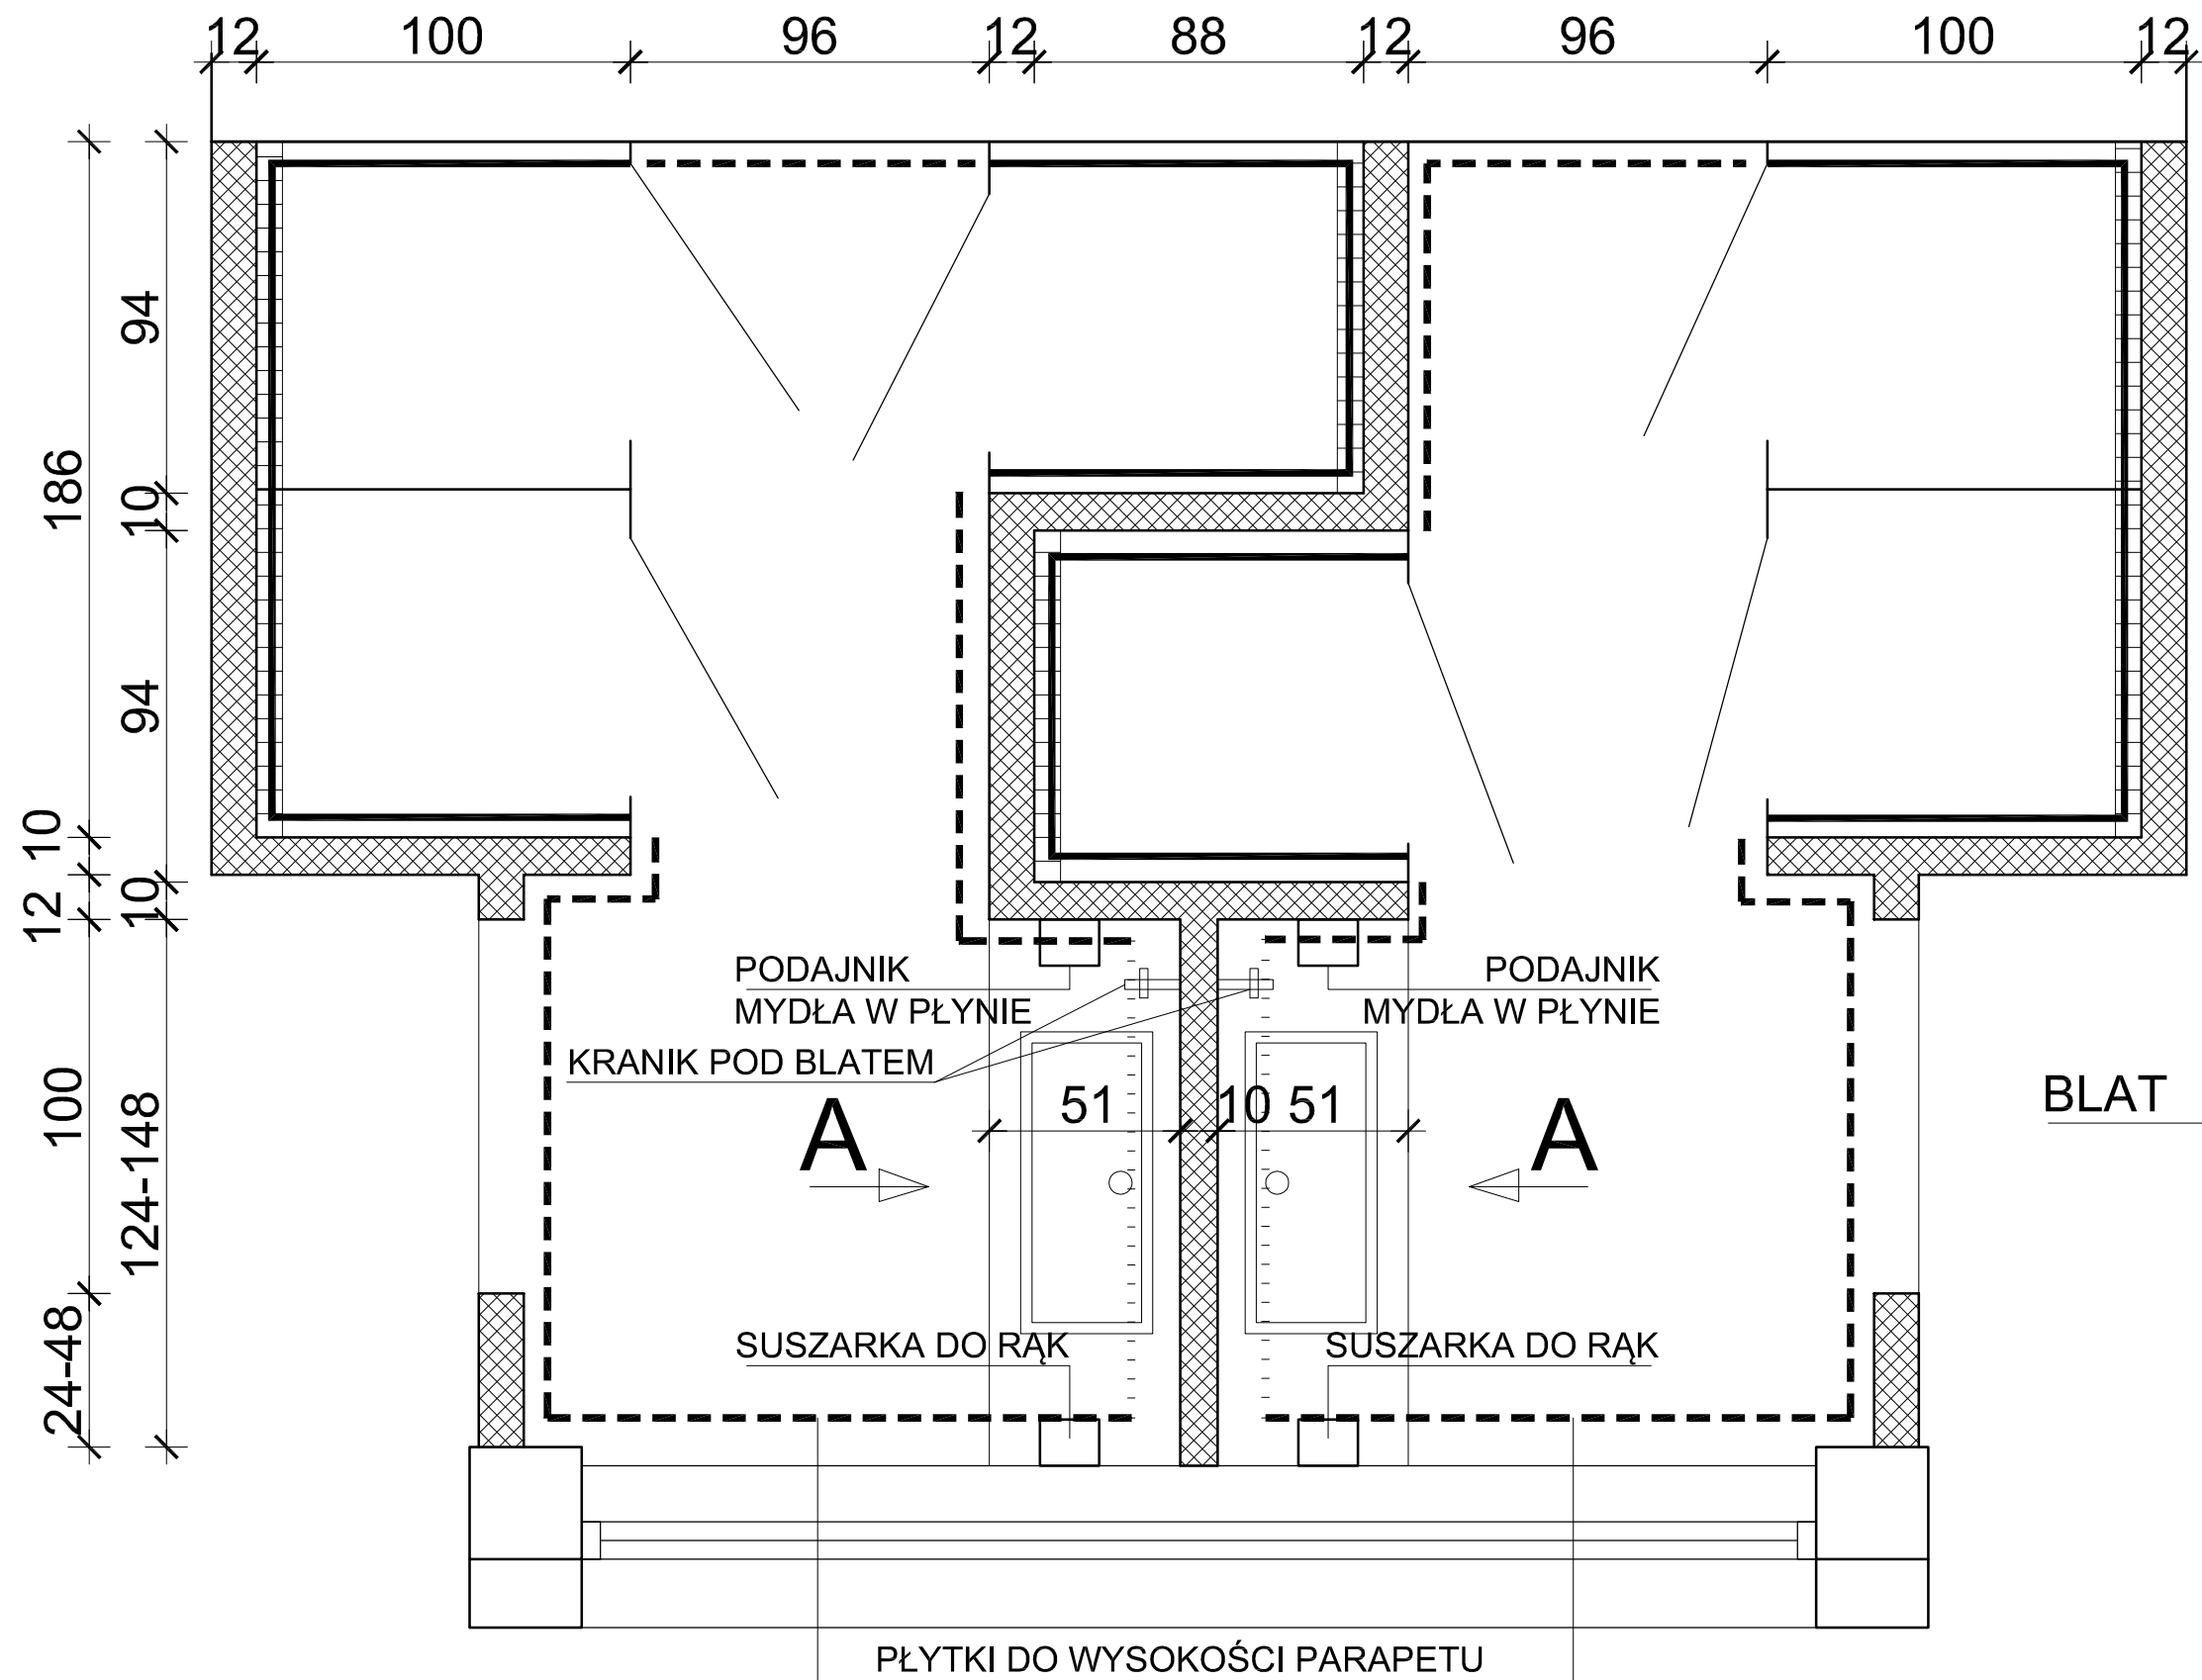 12 100 96 12 88 12 96 100 12
94
186
10
94
10
12
10
PODAJNIK
MYDŁA W PŁYNIE
PODAJNIK
MYDŁA W PŁYNIE
KRANIK POD BLATEM
100
124-148
51 10 51
BLAT
A A
24-48
SUSZARKA DO RĄK
SUSZARKA DO RĄK
PŁYTKI DO WYSOKOŚCI PARAPETU